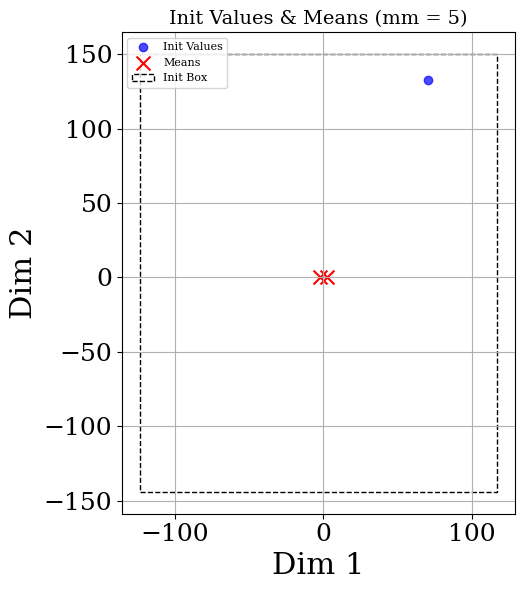 Init Values & Means (mm = 5)
Init Values
Means
Init Box
150
100
50
0
−50
−100
−150
Dim 2
−100
0
100
Dim 1